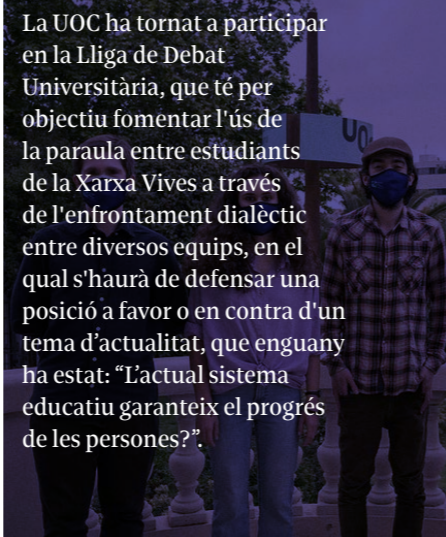 La UOC ha tornat a participar
en la Lliga de Debat
Universitària, que té per
objectiu fomentar l'ús de
la paraula entre estudiants
de la Xarxa Vives a través
de l'enfrontament dialèctic
entre diversos equips, en el
qual s'haurà de defensar una
posició a favor o en contra d'un
tema d’actualitat, que enguany
ha estat: “L’actual sistema
educatiu garanteix el progrés
de les persones?”.